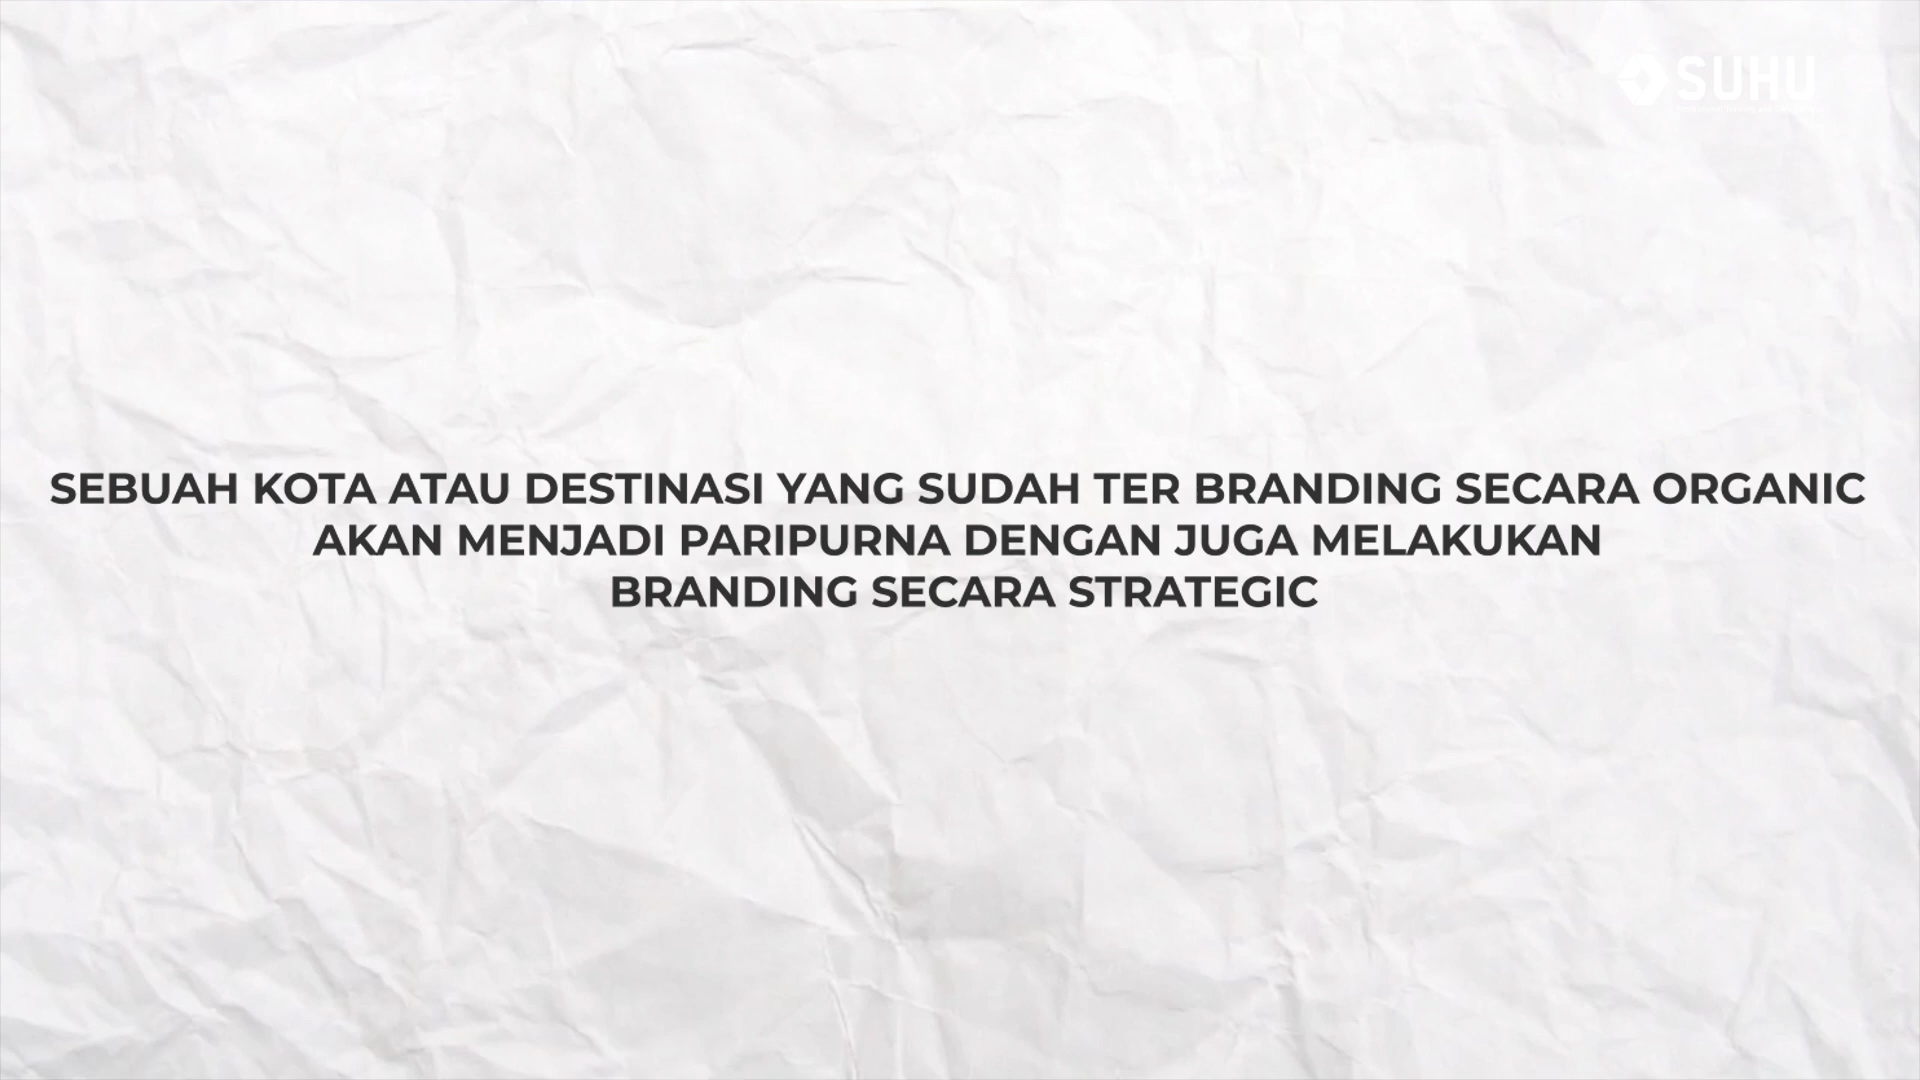 SUHU
SEBUAH KOTA ATAU DESTINASI YANG SUDAH TER BRANDING SECARA ORGANIC
AKAN MENJADI PARIPURNA DENGAN JUGA MELAKUKAN
BRANDING SECARA STRATEGIC